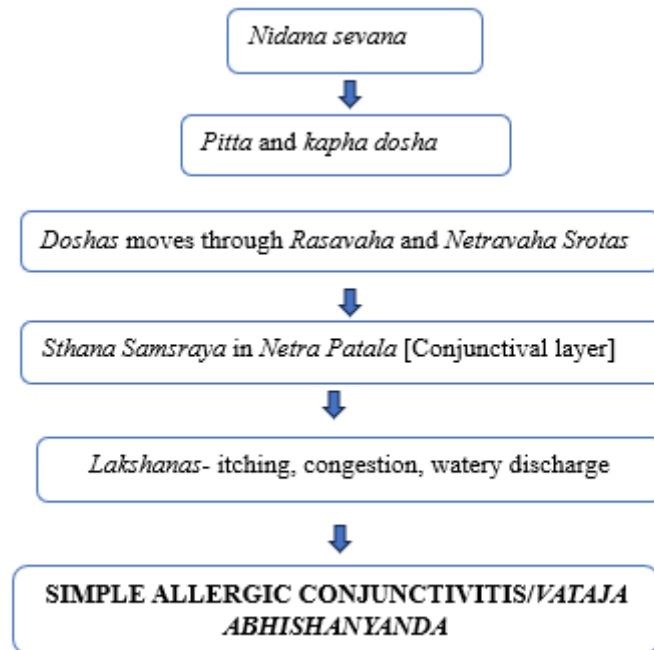 Nidana sevana
Pitta and kapha dosha
Doshas moves through Rasavaha and Netravaha Srotas
Sthana Samsraya in Netra Patala [Conjunctival layer]
Lakshanas- itching, congestion, watery discharge
SIMPLE ALLERGIC CONJUNCTIVITIS/VATAJA
ABHISHANYANDA